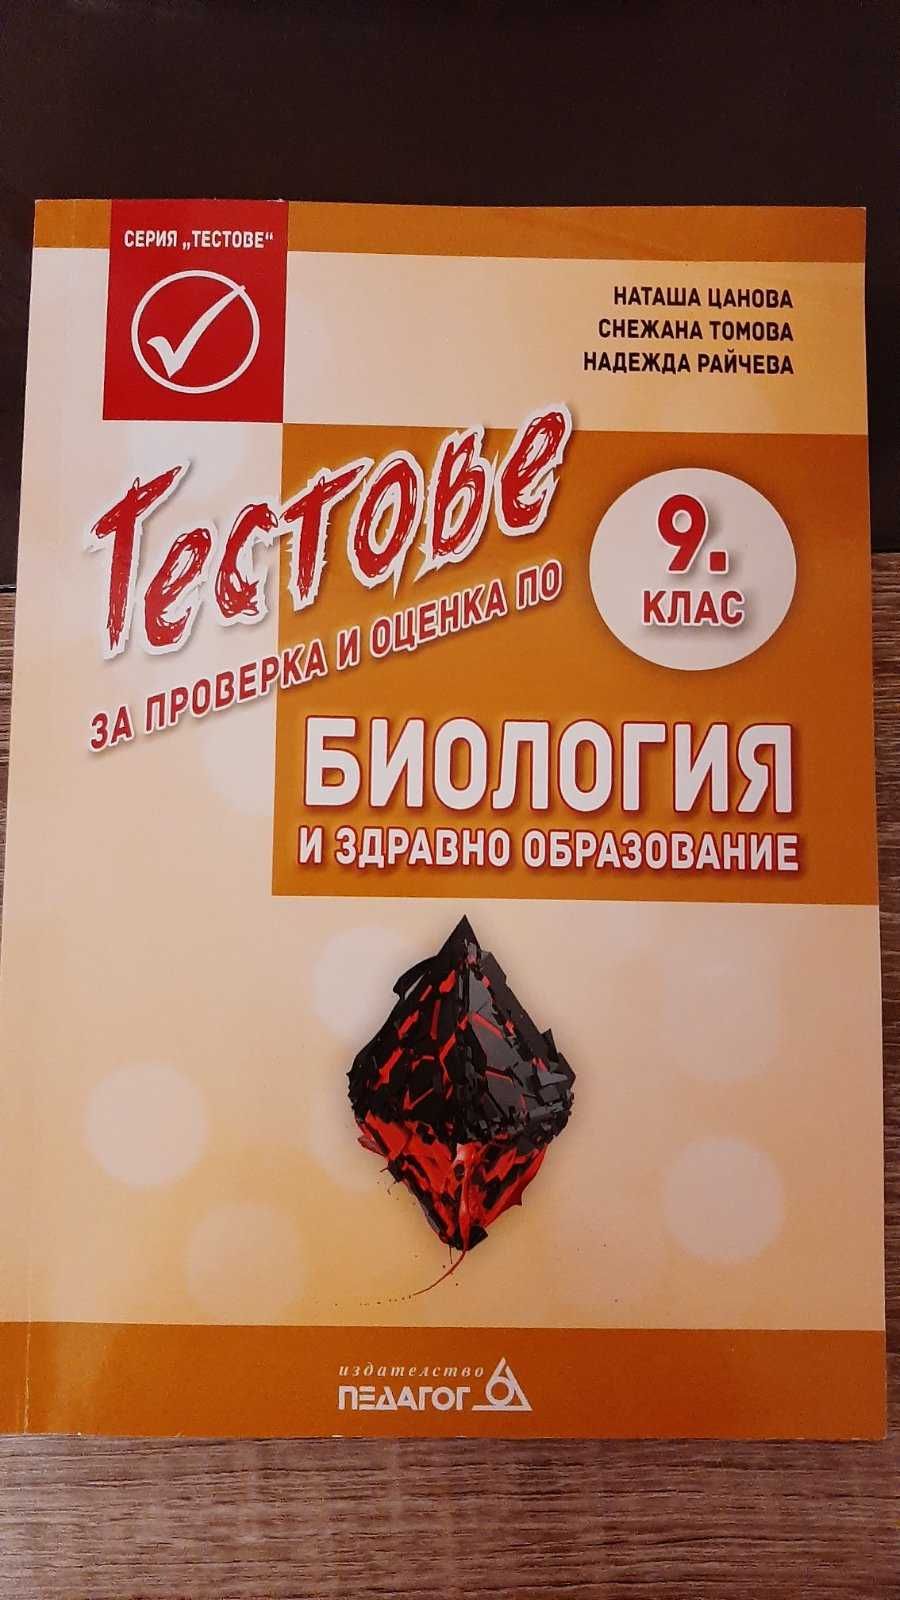 СЕРИЯ „ТЕСТОВЕ“
НАТАША ЦАНОВА
СНЕЖАНА ТОМОВА
НАДЕЖДА РАЙЧЕВА
Тестове
ЗА ПРОВЕРКА И ОЦЕНКА ПО
9.
КЛАС
БИОЛОГИЯ
И ЗДРАВНО ОБРАЗОВАНИЕ
издателство
ПЕДАГОГ 6